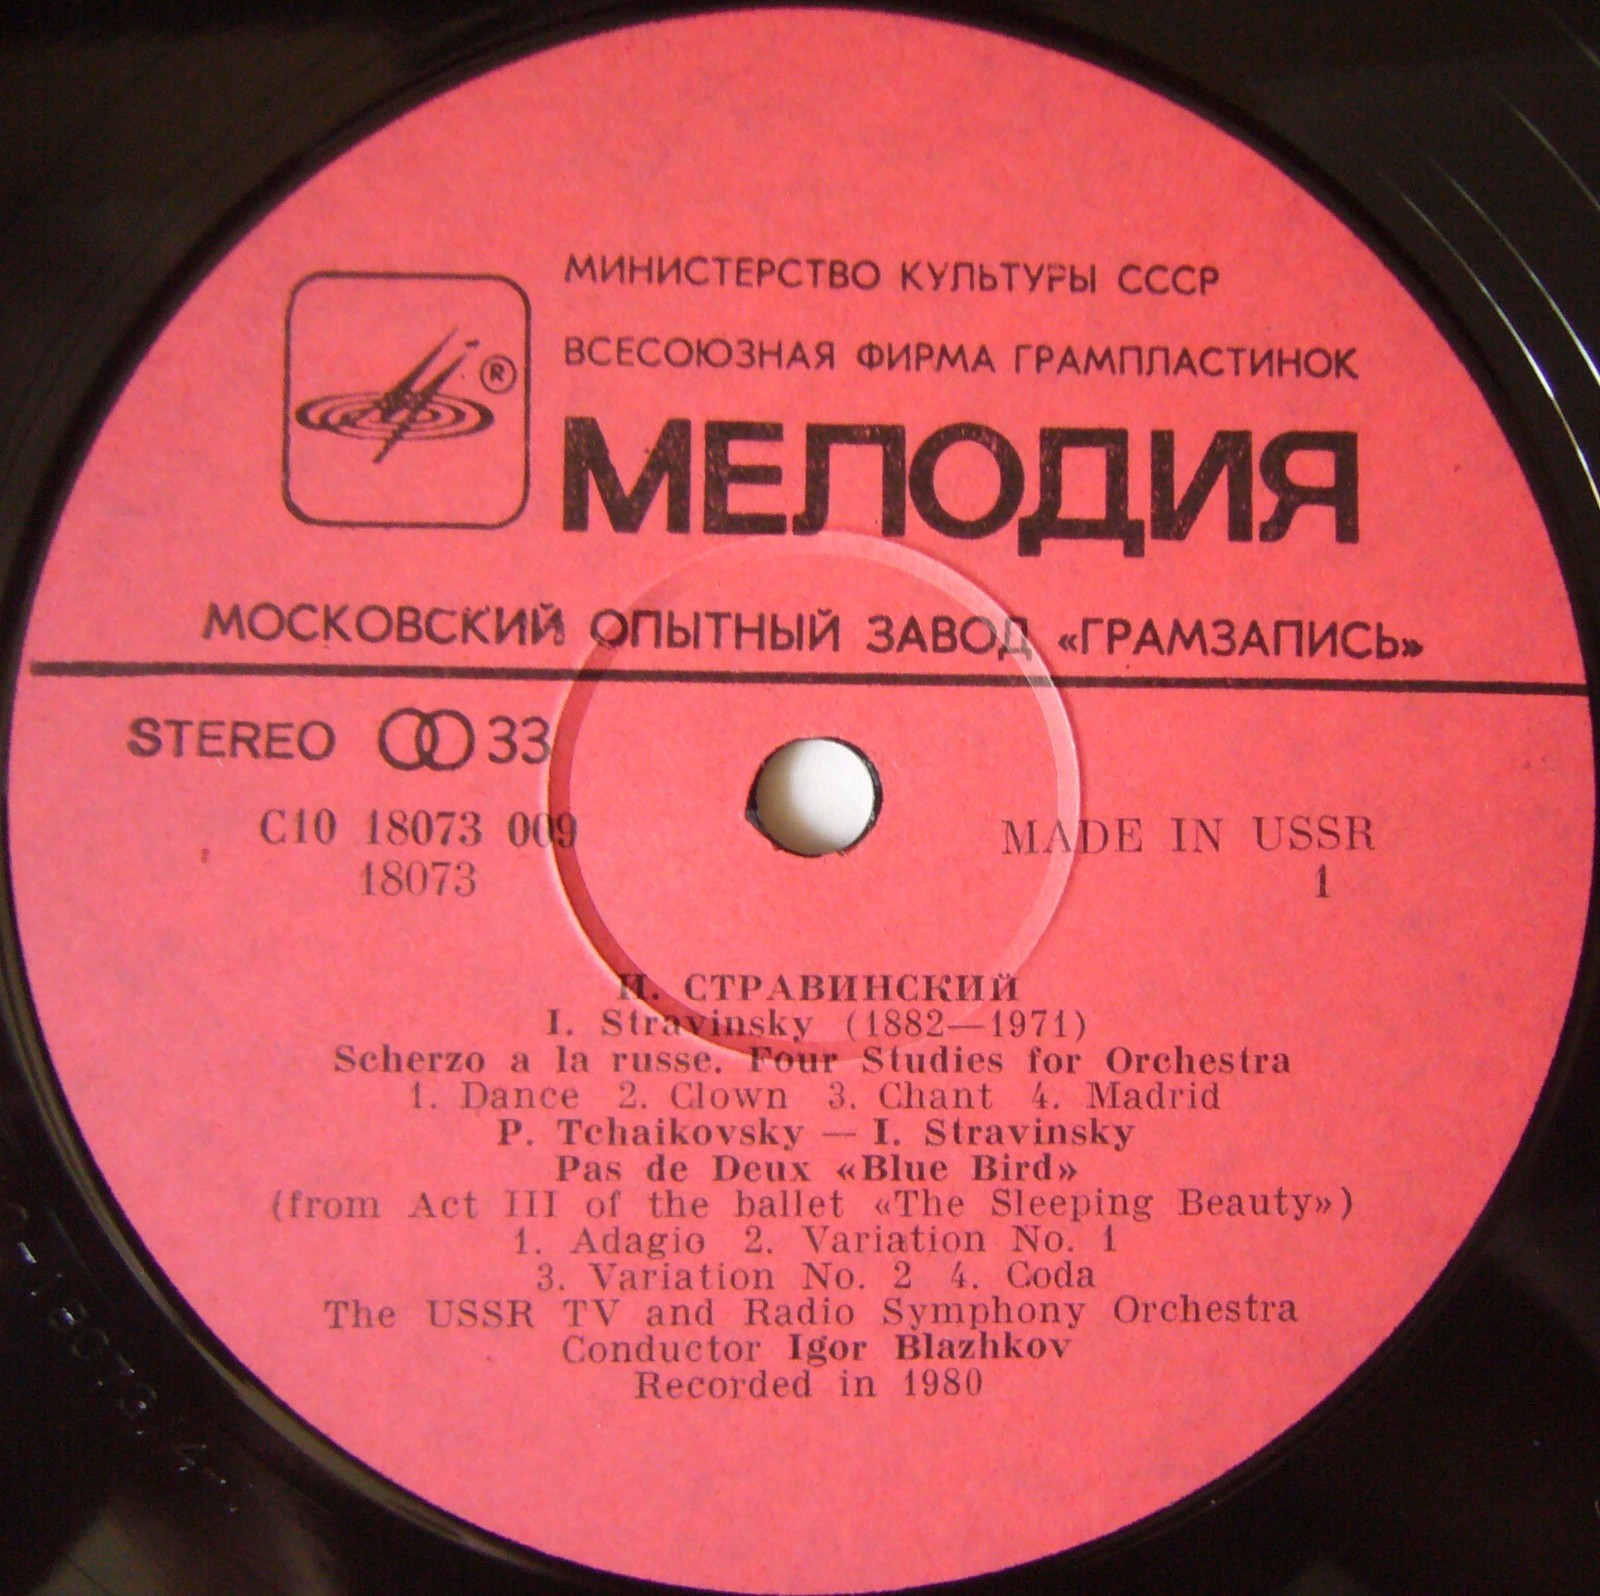 МИНИСТЕРСТВО КУЛЬТУРЫ СССР
ВСЕСОЮЗНАЯ ФИРМА ГРАМПЛАСТИНОК
®
МЕЛОДИЯ
МОСКОВСКИЙ ОПЫТНЫЙ ЗАВОД «ГРАМЗАПИСЬ»
STEREO 33
С10 18073 009
MADE IN USSR
18073
1
И. СТРАВИНСКИЙ
I. Stravinsky (1882—1971)
Scherzo a la russe. Four Studies for Orchestra
1. Dance 2. Clown 3. Chant 4. Madrid
P. Tchaikovsky — I. Stravinsky
Pas de Deux «Blue Bird»
(from Act III of the ballet «The Sleeping Beauty»)
1. Adagio 2. Variation No. 1
3. Variation No. 2 4. Coda
The USSR TV and Radio Symphony Orchestra
Conductor Igor Blazhkov
Recorded in 1980